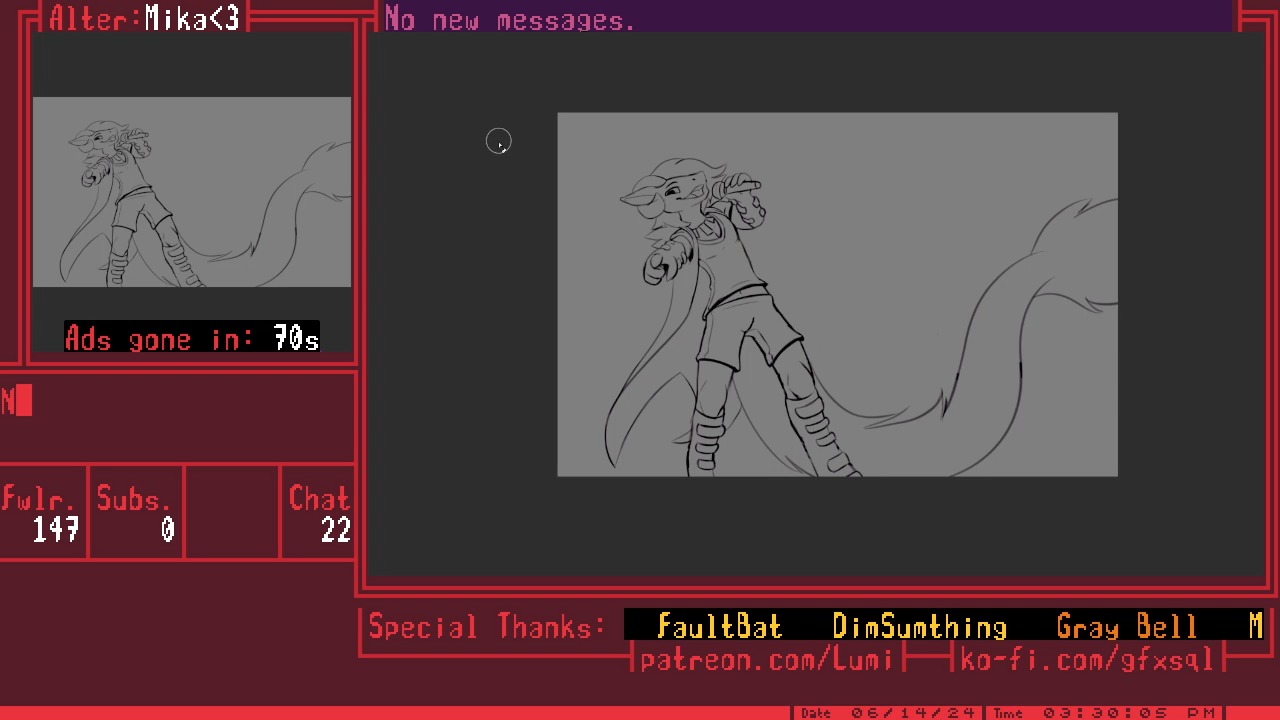 Alter:Mika<3
No new messages.
Ads gone in: 70s
N
Fwlr. Subs. Chat
147 0 22
Special Thanks: FaultBat DimSumthing Gray Bell M
patreon.com/Lumi ko-fi.com/gfxsql
Date 06/14/24 Time 03:30:05 PM